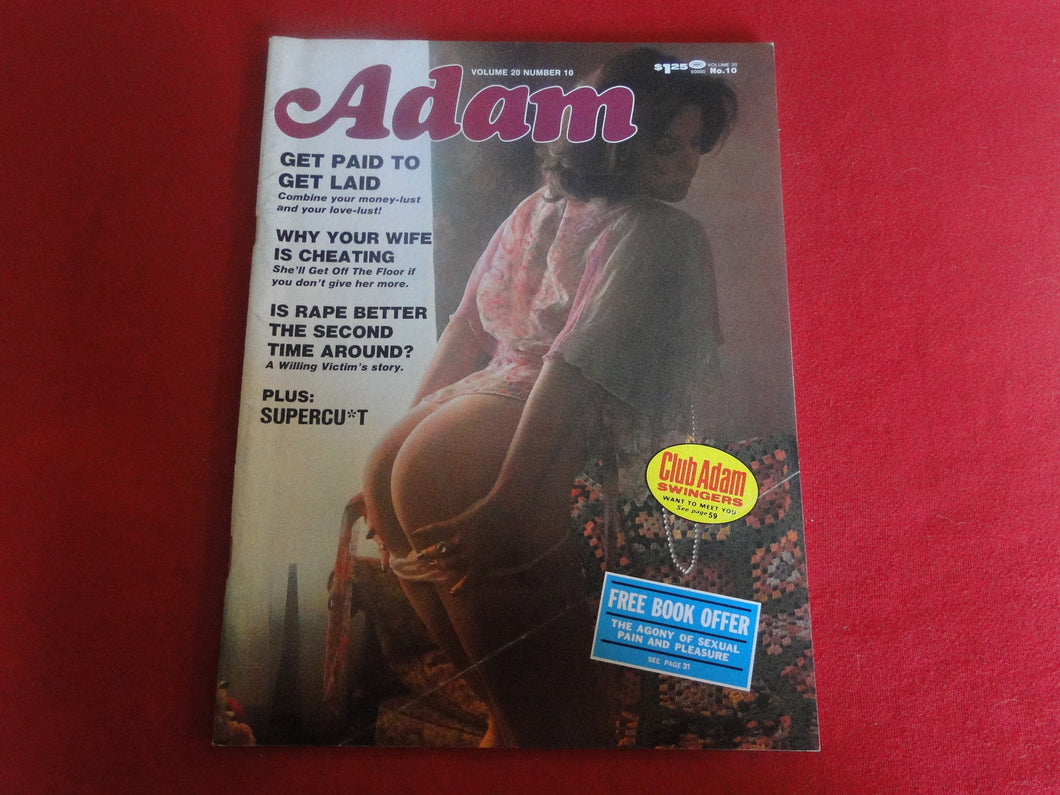 VOLUME 20 NUMBER 10
$1.25
VOLUME 20
No.10
Adam
GET PAID TO
GET LAID
Combine your money-lust
and your love-lust!
WHY YOUR WIFE
IS CHEATING
She'll Get Off The Floor if
you don't give her more.
IS RAPE BETTER
THE SECOND
TIME AROUND?
A Willing Victim's story.
PLUS:
SUPERCU*T
Club Adam
SWINGERS
WANT TO MEET YOU
See page 59
FREE BOOK OFFER
THE AGONY OF SEXUAL
PAIN AND PLEASURE
SEE PAGE 31